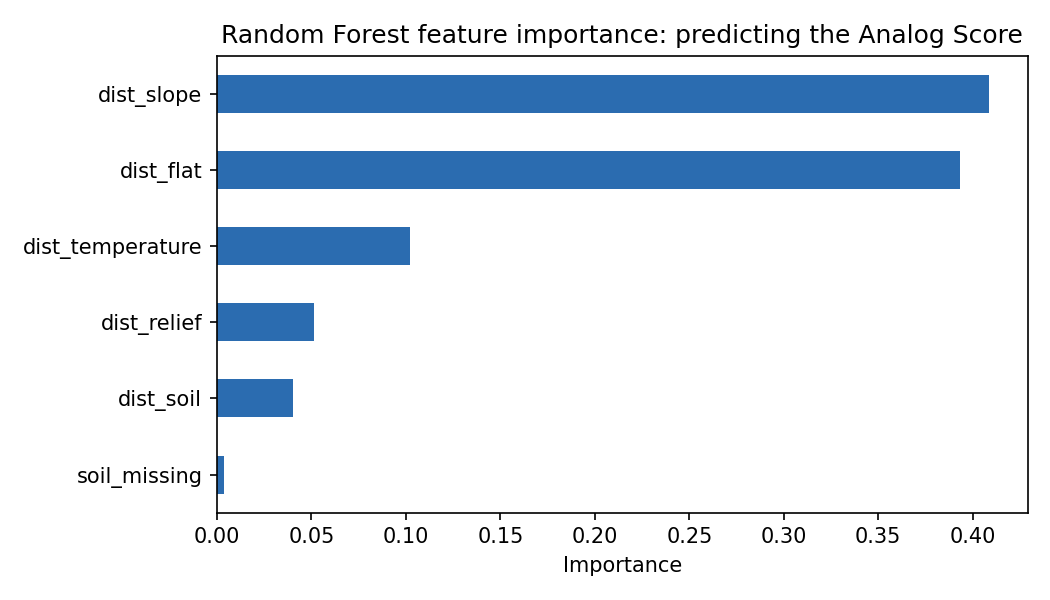 Random Forest feature importance: predicting the Analog Score
dist_slope
dist_flat
dist_temperature
dist_relief
dist_soil
soil_missing
0.00 0.05 0.10 0.15 0.20 0.25 0.30 0.35 0.40
Importance